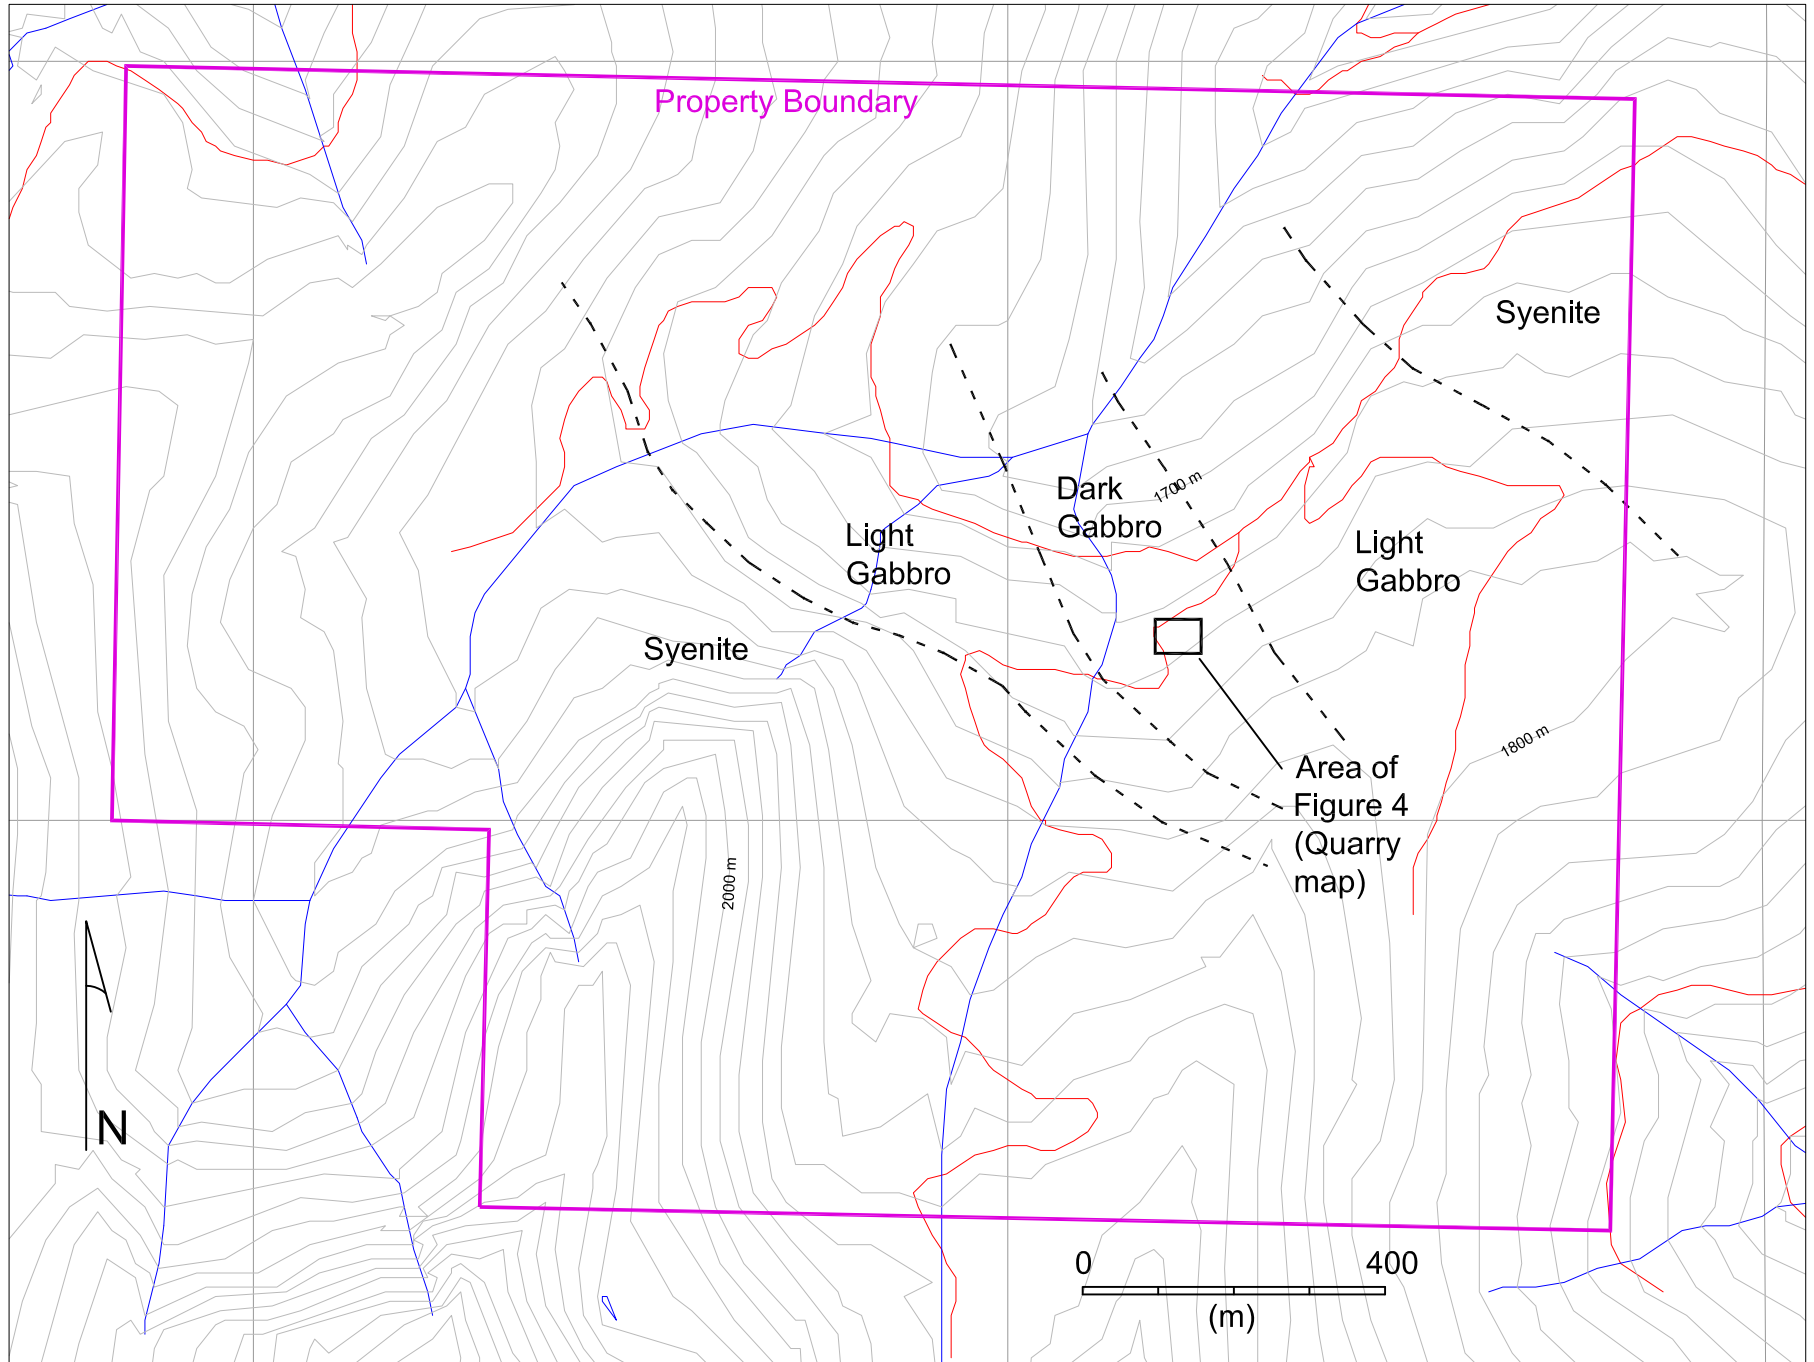 Property Boundary
Syenite
Dark
Gabbro
1700 m
Light
Gabbro
Light
Gabbro
Syenite
1800 m
Area of
Figure 4
(Quarry
map)
2000 m
N
0 400
(m)